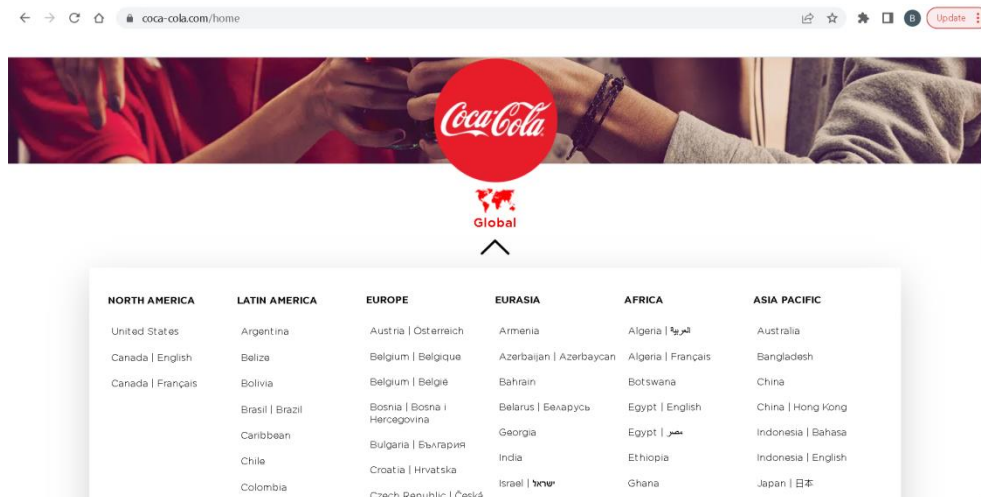 coca-cola.com/home
B
Update
Coca-Cola
Global
NORTH AMERICA
United States
Canada | English
Canada | Français
LATIN AMERICA
Argentina
Belize
Bolivia
Brasil | Brazil
Caribbean
Chile
Colombia
EUROPE
Austria | Österreich
Belgium | Belgique
Belgium | België
Bosnia | Bosna i
Hercegovina
Bulgaria | България
Croatia | Hrvatska
Czech Republic | Česká
EURASIA
Armenia
Azerbaijan | Azərbaycan
Bahrain
Belarus | Беларусь
Georgia
India
Israel | ישראל
AFRICA
Algeria | العربية
Algeria | Français
Botswana
Egypt | English
Egypt | مصر
Ethiopia
Ghana
ASIA PACIFIC
Australia
Bangladesh
China
China | Hong Kong
Indonesia | Bahasa
Indonesia | English
Japan | 日本